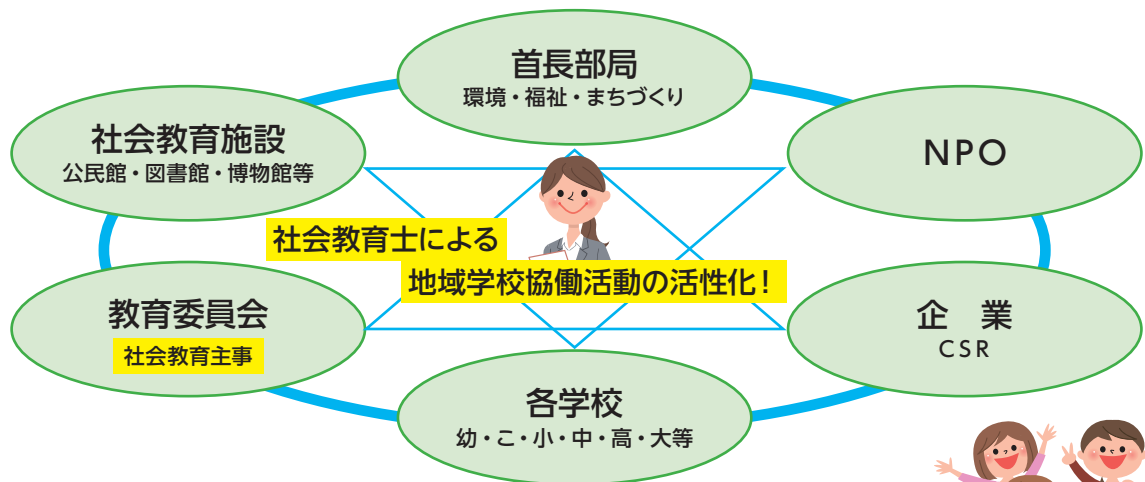 首長部局
環境・福祉・まちづくり
社会教育施設
公民館・図書館・博物館等
NPO
社会教育士による
地域学校協働活動の活性化！
教育委員会
社会教育主事
企　業
CSR
各学校
幼・こ・小・中・高・大等